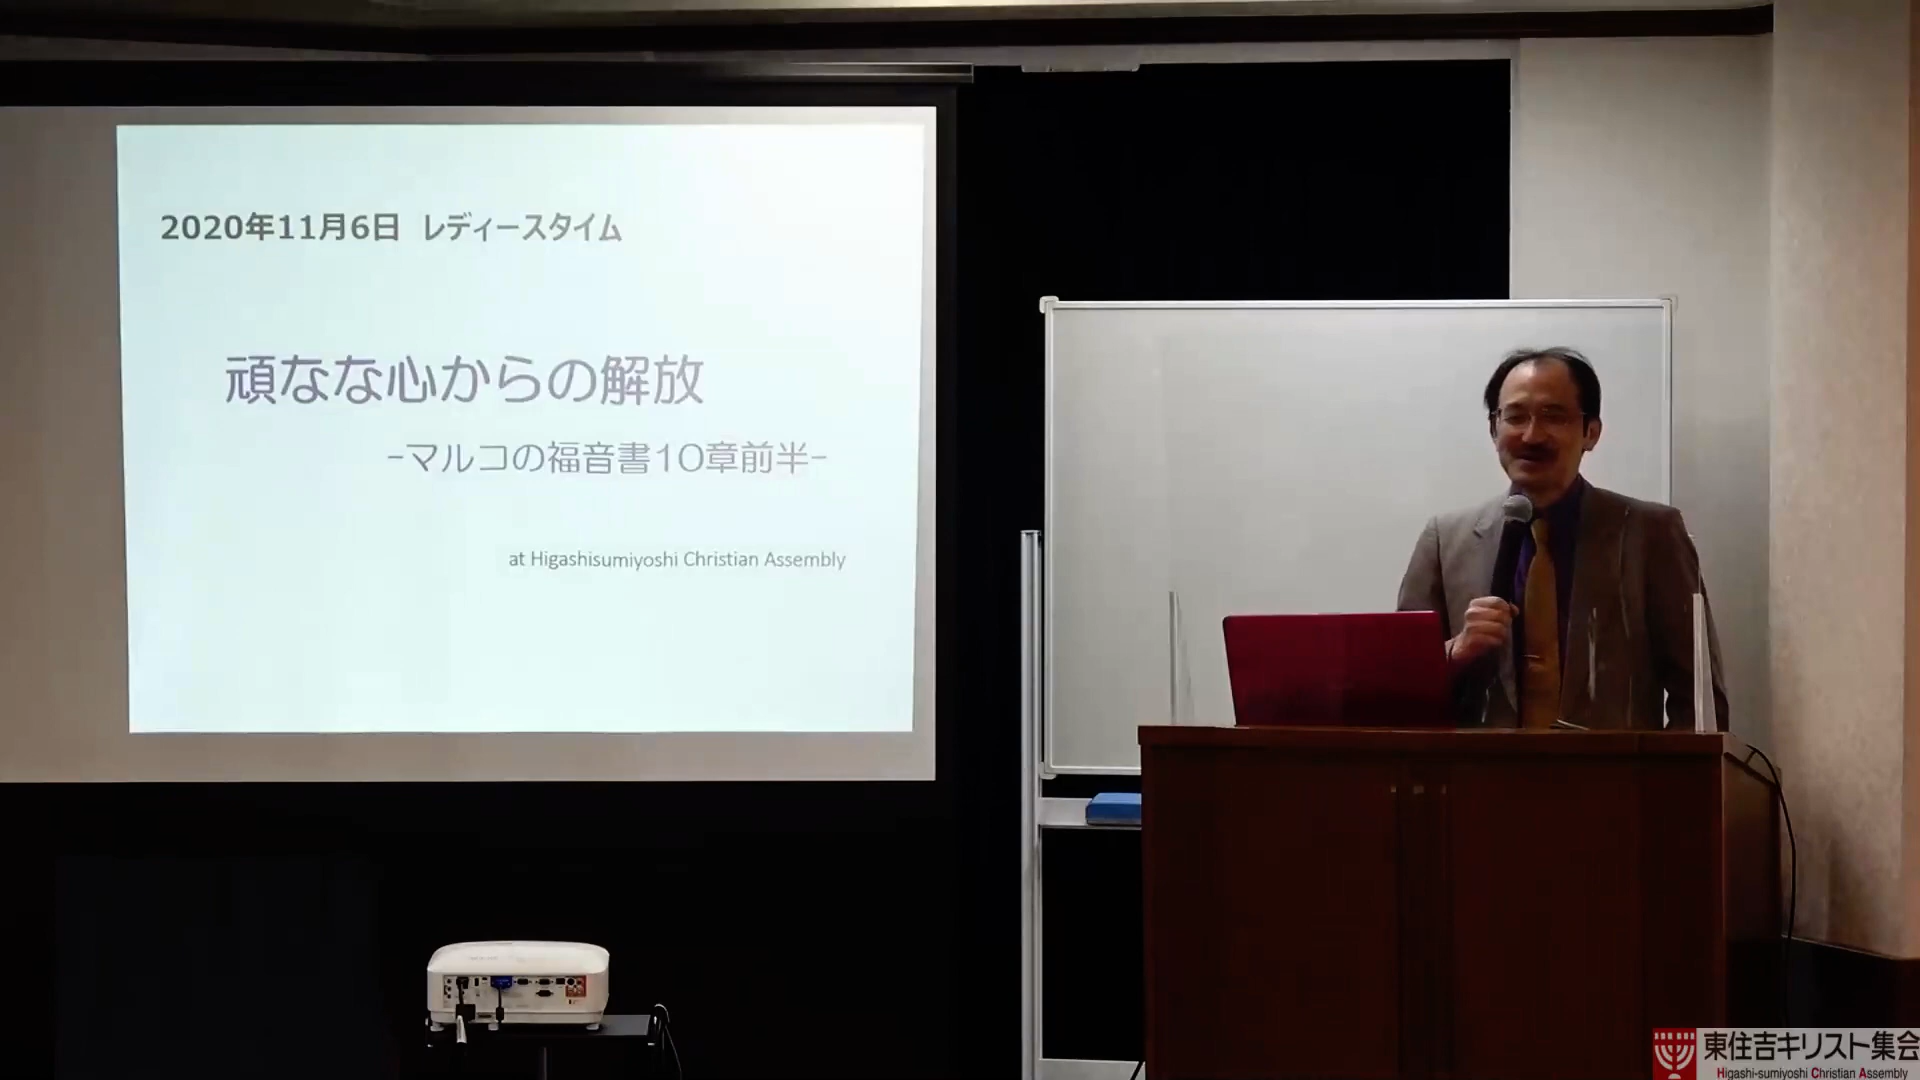 2020年11月6日 レディースタイム
頑なな心からの解放
-マルコの福音書10章前半-
at Higashisumiyoshi Christian Assembly
東住吉キリスト集会
Higashi-sumiyoshi Christian Assembly